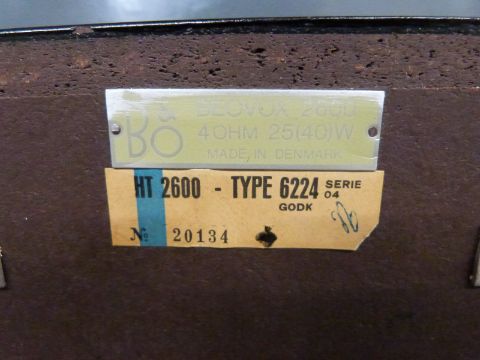 B&O
BEOVOX 2600
4 OHM 25(40)W
MADE IN DENMARK
HT 2600 - TYPE 6224 SERIE 04
GODK
No 20134